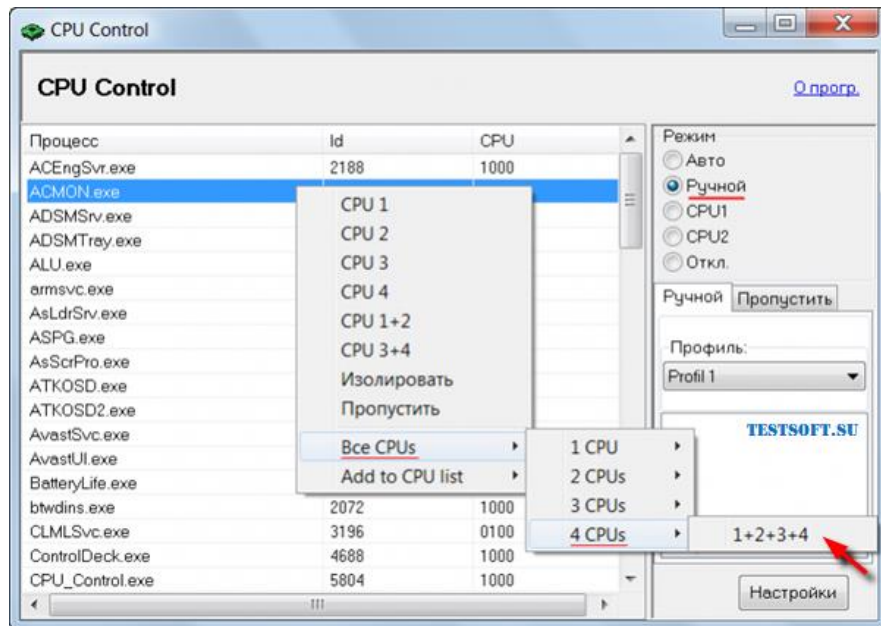 CPU Control
CPU Control
О прогр.
Процесс Id CPU
ACEngSvr.exe 2188 1000
ACMON.exe
ADSMSrv.exe
ADSMTray.exe
ALU.exe
armsvc.exe
AsLdrSrv.exe
ASPG.exe
AsScrPro.exe
ATKOSD.exe
ATKOSD2.exe
AvastSvc.exe
AvastUI.exe
BatteryLife.exe
btwdins.exe 2072 1000
CLMLSvc.exe 3196 0100
ControlDeck.exe 4688 1000
CPU_Control.exe 5804 1000
CPU 1
CPU 2
CPU 3
CPU 4
CPU 1+2
CPU 3+4
Изолировать
Пропустить
Все CPUs
Add to CPU list
1 CPU
2 CPUs
3 CPUs
4 CPUs
1+2+3+4
Режим
Авто
Ручной
CPU1
CPU2
Откл.
Ручной Пропустить
Профиль:
Profil 1
TESTSOFT.SU
Настройки